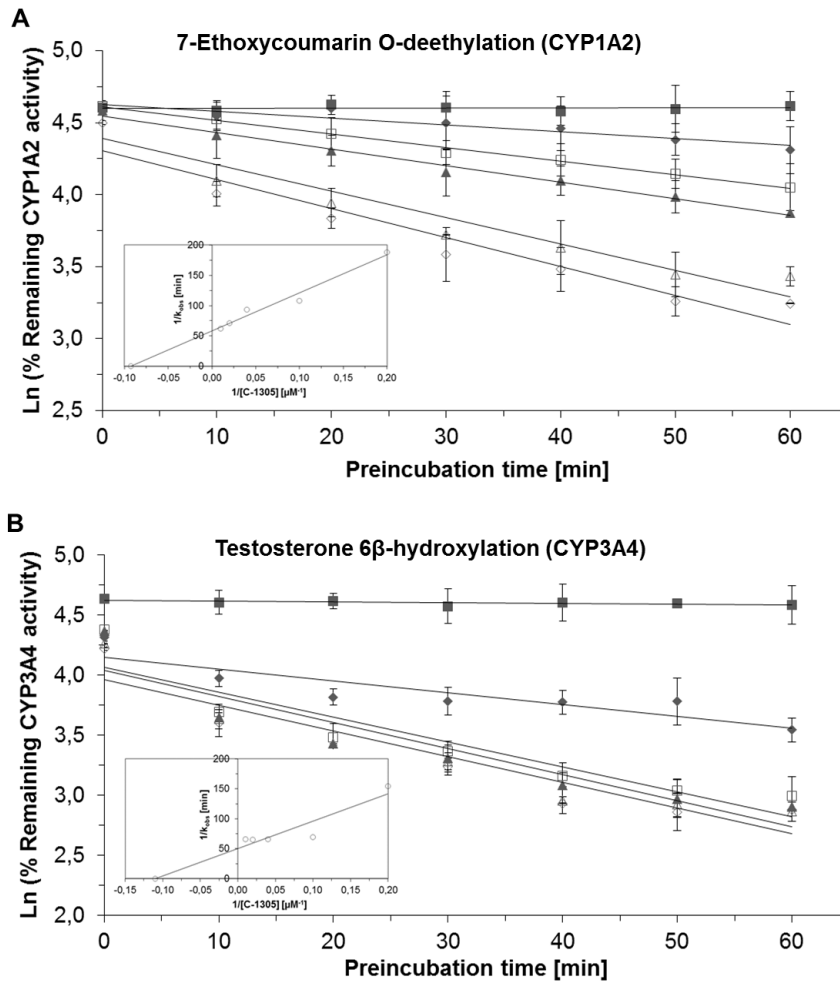 A
7-Ethoxycoumarin O-deethylation (CYP1A2)
Ln (% Remaining CYP1A2 activity)
5,0
4,5
4,0
3,5
3,0
2,5
0 10 20 30 40 50 60
Preincubation time [min]
1/kobs [min]
200
150
100
50
0
-0,10 -0,05 0,00 0,05 0,10 0,15 0,20
1/[C-1305] [µM⁻¹]
B
Testosterone 6β-hydroxylation (CYP3A4)
Ln (% Remaining CYP3A4 activity)
5,0
4,5
4,0
3,5
3,0
2,5
2,0
0 10 20 30 40 50 60
Preincubation time [min]
1/kobs [min]
200
150
100
50
0
-0,15 -0,10 -0,05 0,00 0,05 0,10 0,15 0,20
1/[C-1305] [µM⁻¹]